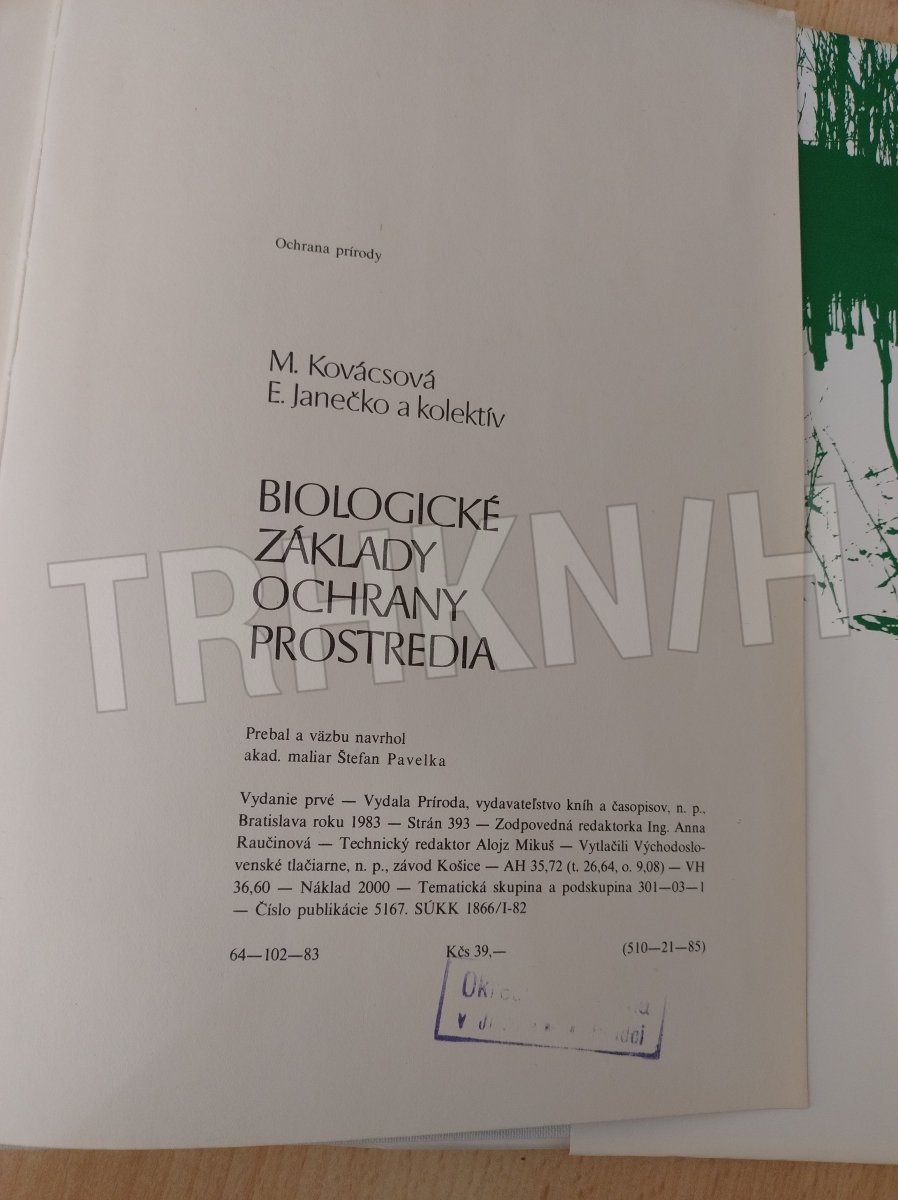 Ochrana prírody
M. Kovácsová
E. Janečko a kolektív
BIOLOGICKÉ
ZÁKLADY
OCHRANY
PROSTREDIA
TRHKNIH
Prebal a väzbu navrhol
akad. maliar Štefan Pavelka
Vydanie prvé — Vydala Príroda, vydavateľstvo kníh a časopisov, n. p.,
Bratislava roku 1983 — Strán 393 — Zodpovedná redaktorka Ing. Anna
Raučinová — Technický redaktor Alojz Mikuš — Vytlačili Východoslo-
venské tlačiarne, n. p., závod Košice — AH 35,72 (t. 26,64, o. 9,08) — VH
36,60 — Náklad 2000 — Tematická skupina a podskupina 301—03—1
— Číslo publikácie 5167. SÚKK 1866/I-82
64—102—83 Kčs 39,— (510—21—85)
v